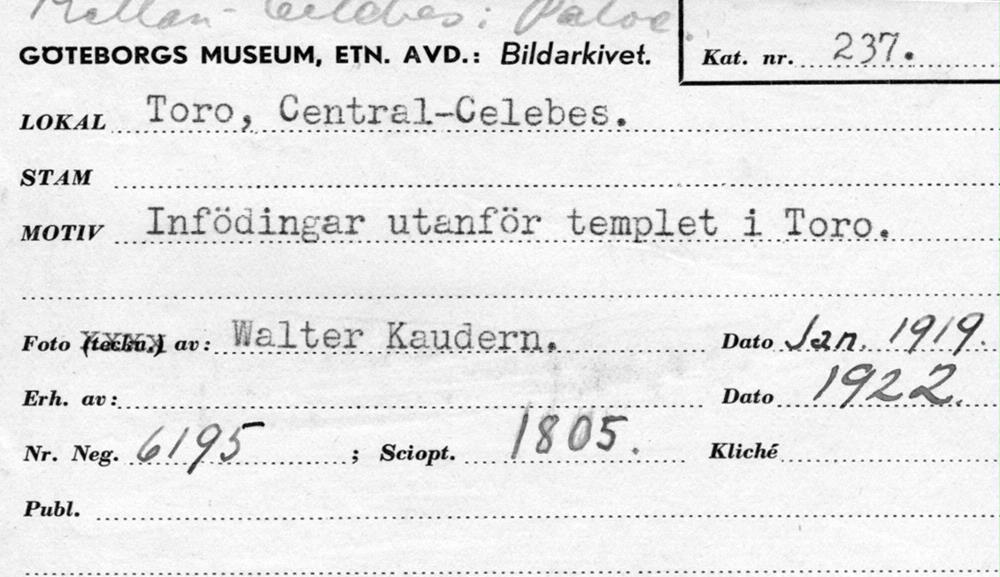 Mellan-Celebes: Paloe.
GÖTEBORGS MUSEUM, ETN. AVD.: Bildarkivet.
Kat. nr. 237.
LOKAL Toro, Central-Celebes.
STAM
MOTIV Infödingar utanför templet i Toro.
Foto (teckn.) av: Walter Kaudern. Dato Jan. 1919.
Erh. av: Dato 1922.
Nr. Neg. 6195 ; Sciopt. 1805. Kliché
Publ.